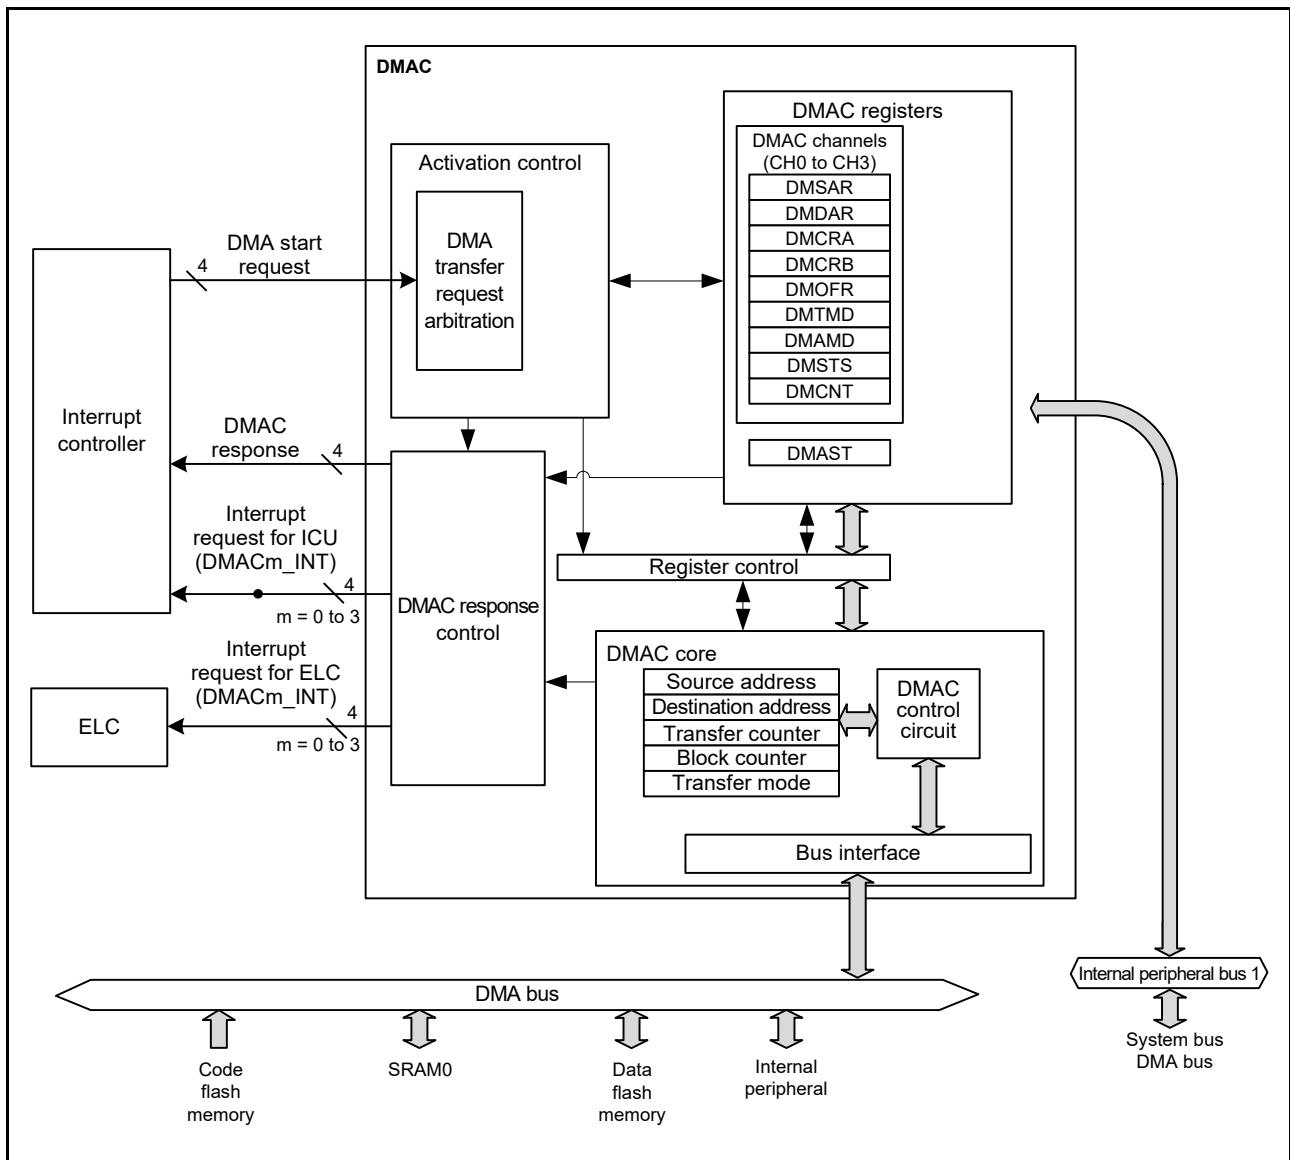 DMAC
DMAC registers
DMAC channels
(CH0 to CH3)
DMSAR
DMDAR
DMCRA
DMCRB
DMOFR
DMTMD
DMAMD
DMSTS
DMCNT
DMAST
Activation control
DMA
transfer
request
arbitration
DMA start
request
4
Interrupt
controller
DMAC
response
4
Interrupt
request for ICU
(DMACm_INT)
4
m = 0 to 3
DMAC response
control
Register control
Interrupt
request for ELC
(DMACm_INT)
4
m = 0 to 3
ELC
DMAC core
Source address
Destination address
Transfer counter
Block counter
Transfer mode
DMAC
control
circuit
Bus interface
DMA bus
Internal peripheral bus 1
Code
flash
memory
SRAM0
Data
flash
memory
Internal
peripheral
System bus
DMA bus